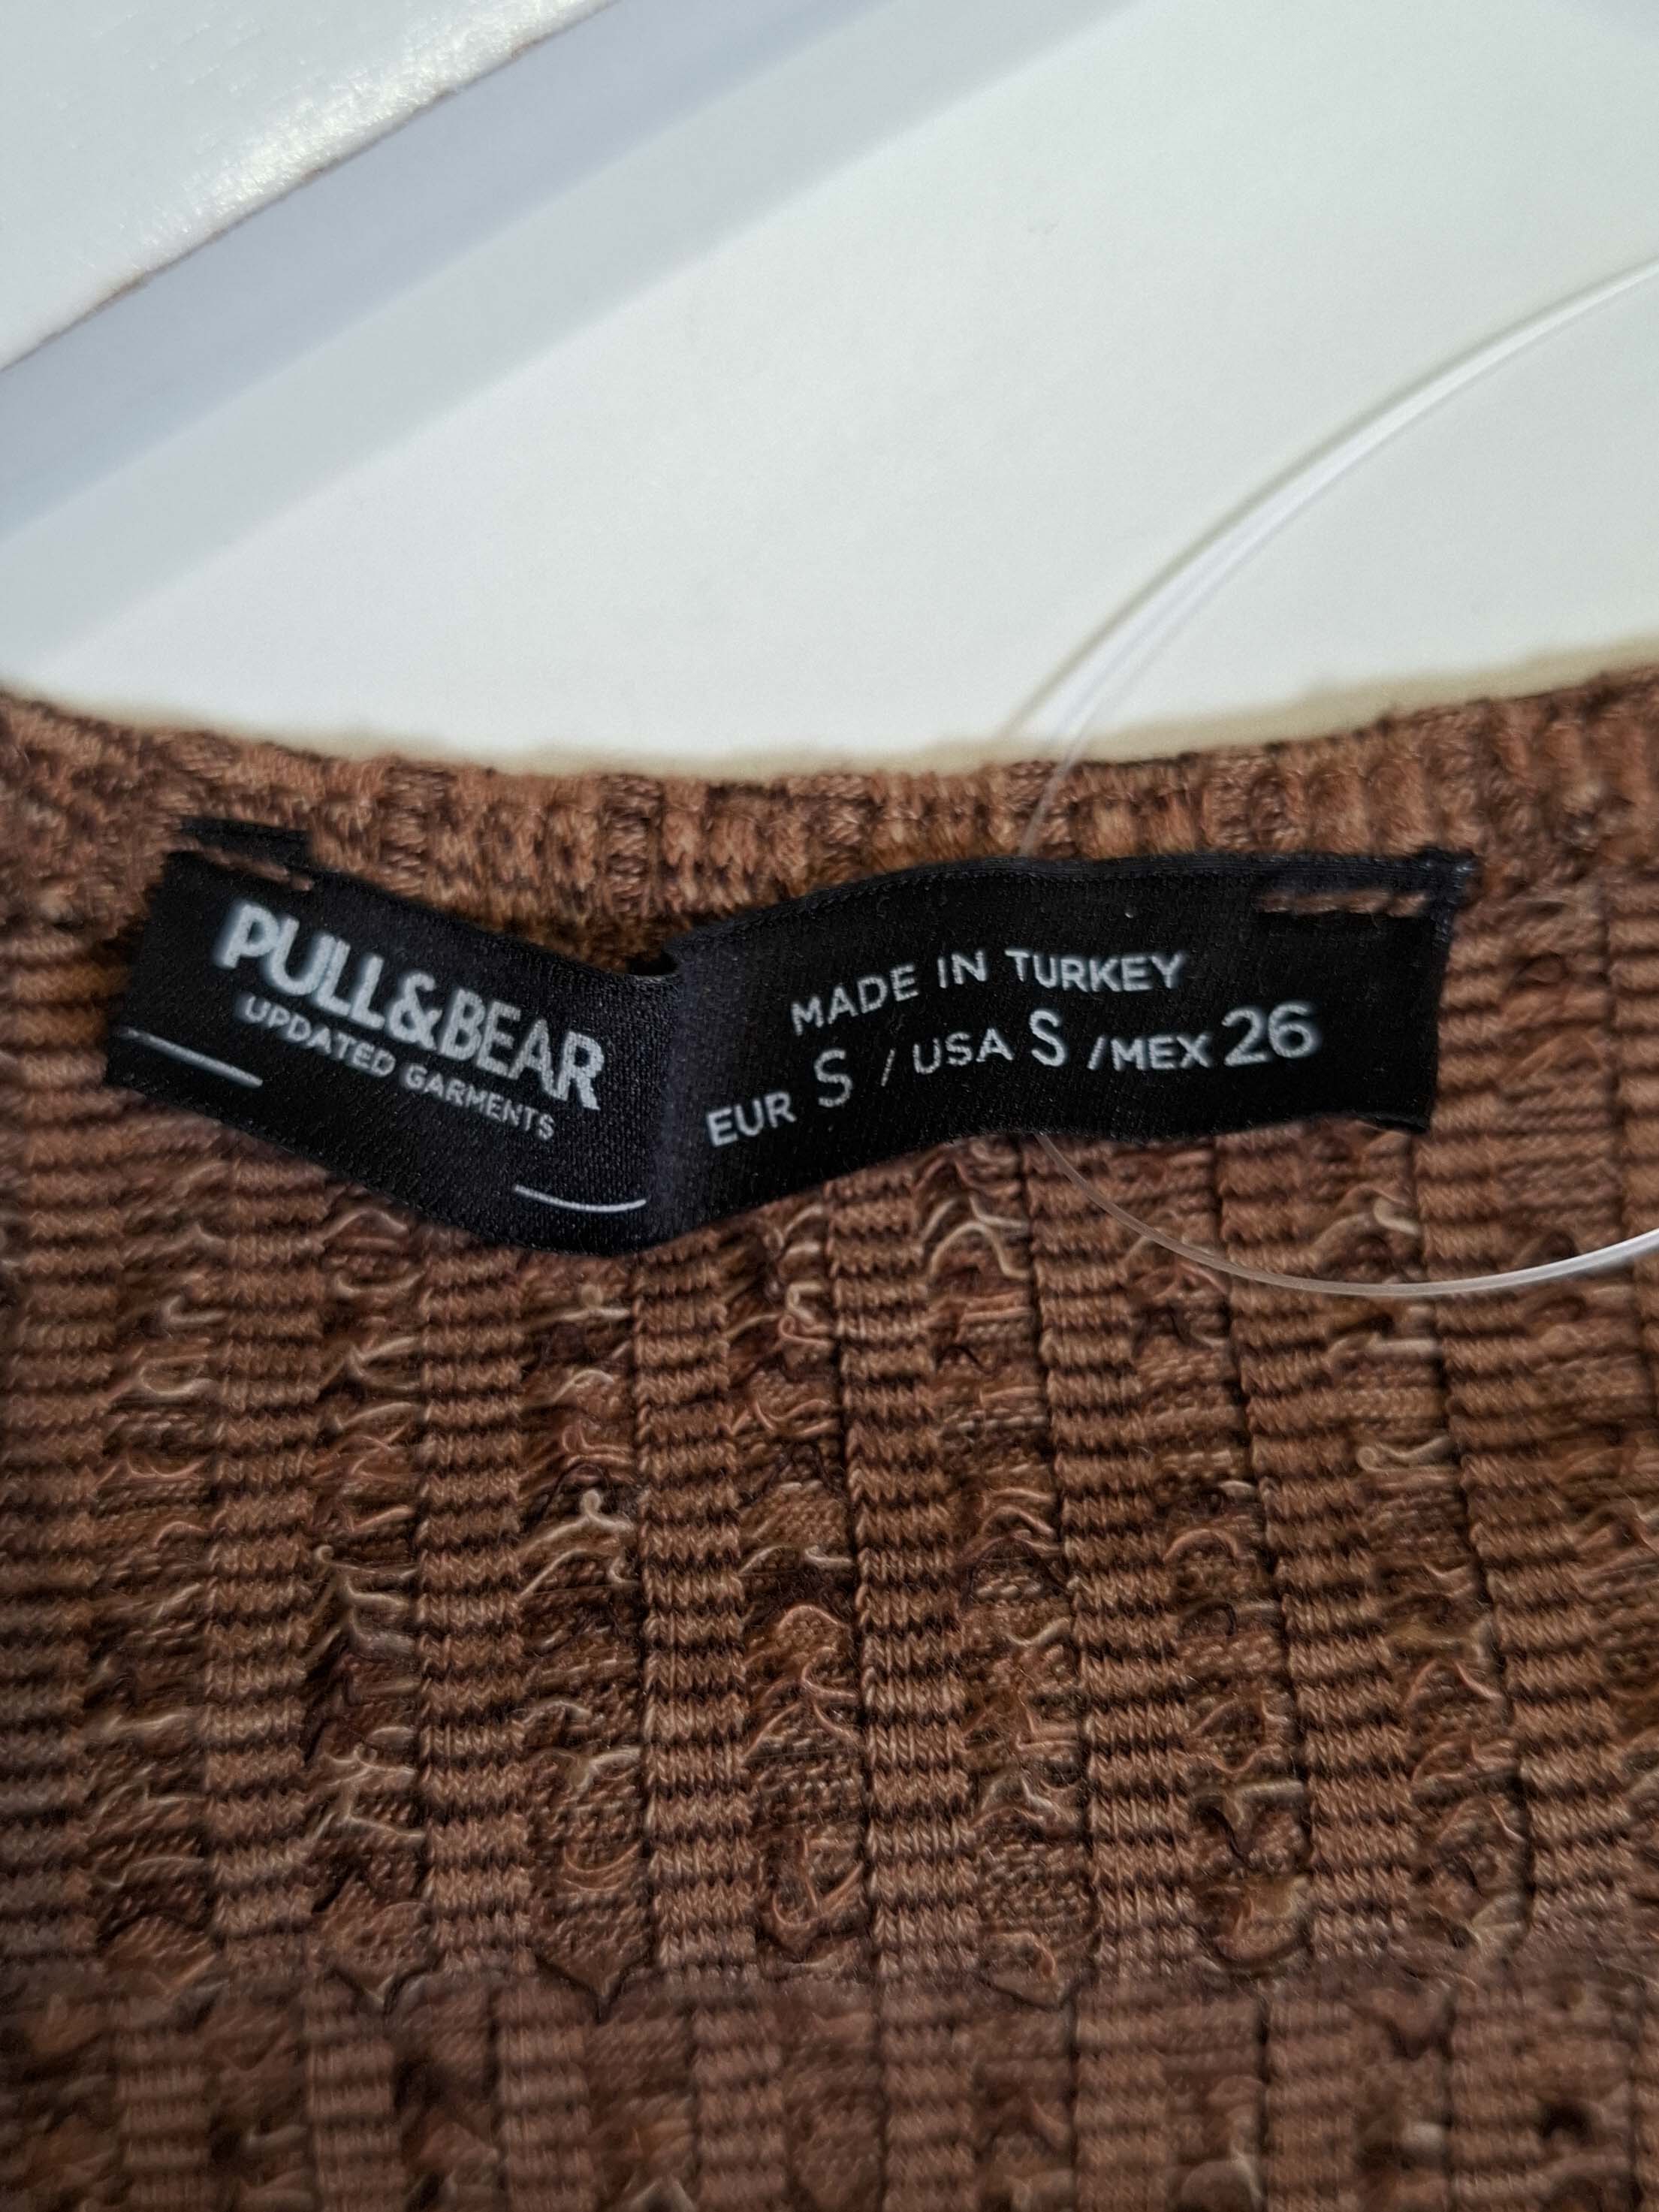 PULL&BEAR
UPDATED GARMENTS
MADE IN TURKEY
EUR S / USA S /MEX 26